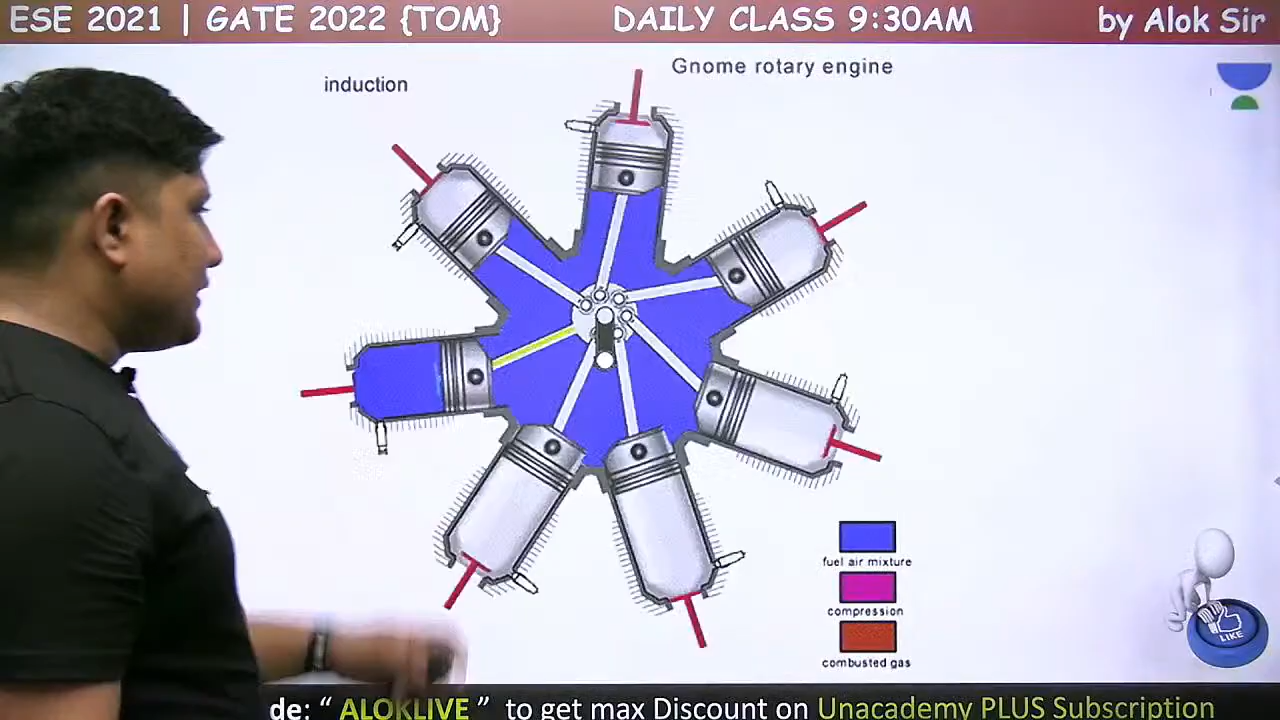 ESE 2021 | GATE 2022 {TOM} DAILY CLASS 9:30AM by Alok Sir
Gnome rotary engine
induction
fuel air mixture
compression
combusted gas
LIKE
de: “ ALOKLIVE ” to get max Discount on Unacademy PLUS Subscription